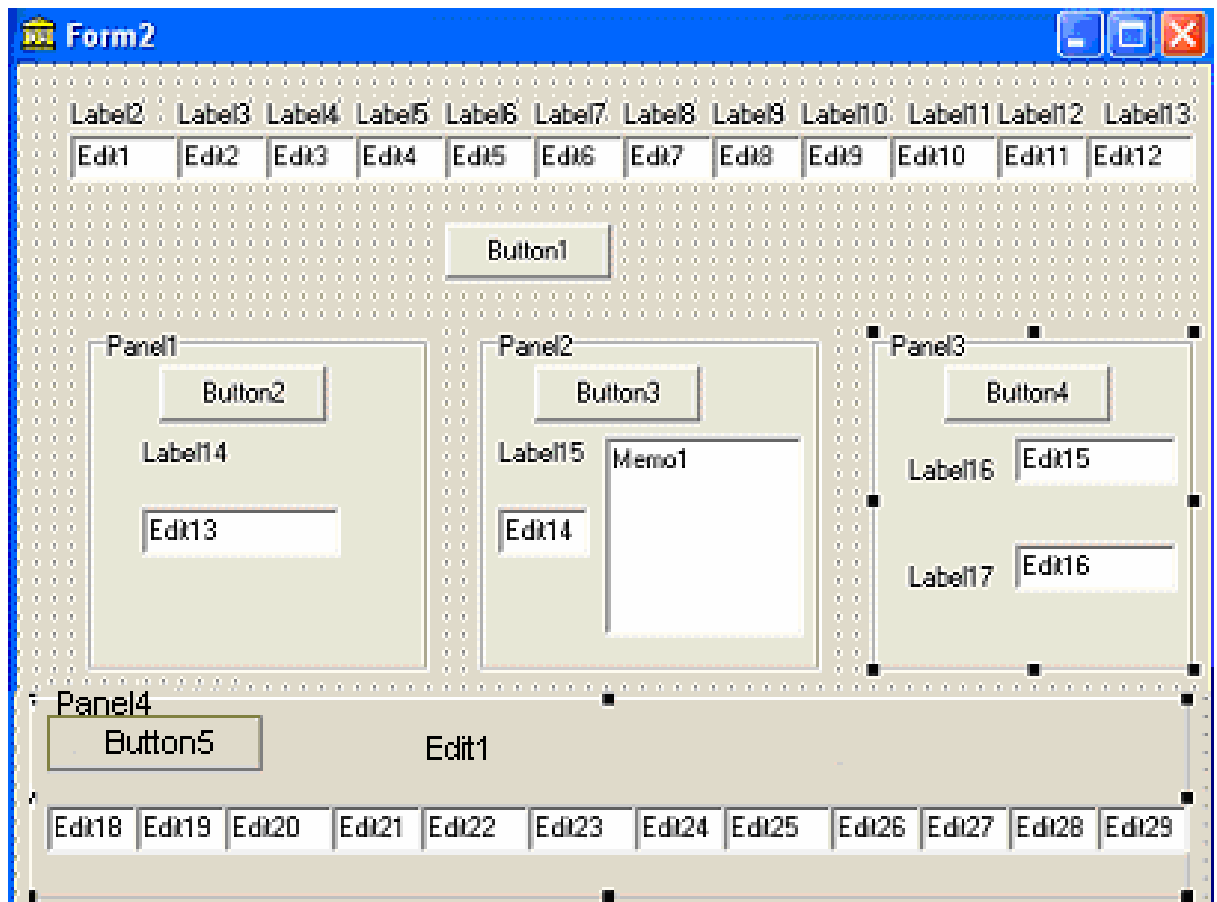 Form2
Label2 Label3 Label4 Label5 Label6 Label7 Label8 Label9 Label10 Label11 Label12 Label13
Edit1 Edit2 Edit3 Edit4 Edit5 Edit6 Edit7 Edit8 Edit9 Edit10 Edit11 Edit12
Button1
Panel1
Button2
Label14
Edit13
Panel2
Button3
Label15 Memo1
Edit14
Panel3
Button4
Label16 Edit15
Label17 Edit16
Panel4
Button5 Edit1
Edit18 Edit19 Edit20 Edit21 Edit22 Edit23 Edit24 Edit25 Edit26 Edit27 Edit28 Edit29